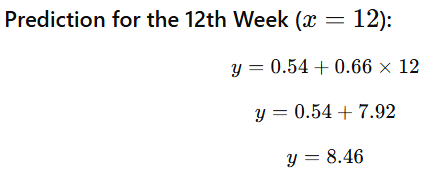 Prediction for the 12th Week (x = 12):
y = 0.54 + 0.66 × 12
y = 0.54 + 7.92
y = 8.46